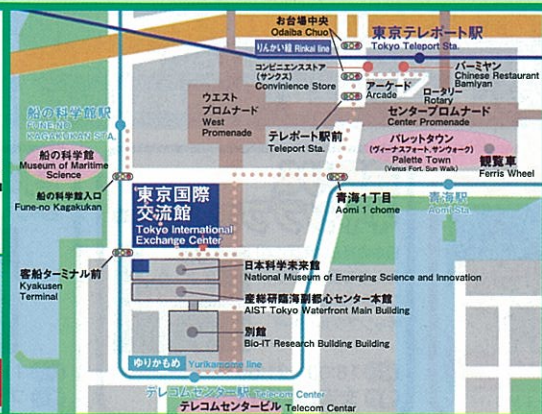 お台場中央
Odaiba Chuo
りんかい線 Rinkai line
東京テレポート駅
Tokyo Teleport Sta.
コンビニエンスストア
(サンクス)
Convinience Store
アーケード
Arcade
ロータリー
Rotary
バーミヤン
Chinese Restaurant
Bamiyan
ウエスト
プロムナード
West
Promenade
センタープロムナード
Center Promenade
テレポート駅前
Teleport Sta.
船の科学館駅
FUNE-NO
KAGAKUKAN STA.
船の科学館
Museum of Maritime
Science
パレットタウン
(ヴィーナスフォート、サンウォーク)
Palette Town
(Venus Fort, Sun Walk)
観覧車
Ferris Wheel
船の科学館入口
Fune-no Kagakukan
東京国際
交流館
Tokyo International
Exchange Center
青海1丁目
Aomi 1 chome
青海駅
Aomi Sta.
客船ターミナル前
Kyakusen
Terminal
日本科学未来館
National Museum of Emerging Science and Innovation
産総研臨海副都心センター本館
AIST Tokyo Waterfront Main Building
別館
Bio-IT Research Bullding Building
ゆりかもめ Yurikamome line
テレコムセンター駅 Telecom Center
テレコムセンタービル Telecom Centar